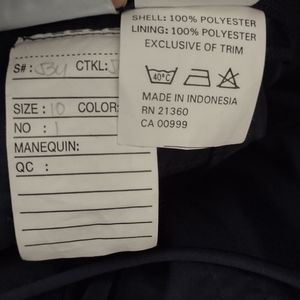 S#: J34 CTKL:
SIZE: 10 COLOR:
NO : 1
MANEQUIN:
QC :
SHELL: 100% POLYESTER
LINING: 100% POLYESTER
EXCLUSIVE OF TRIM
40°C
MADE IN INDONESIA
RN 21360
CA 00999